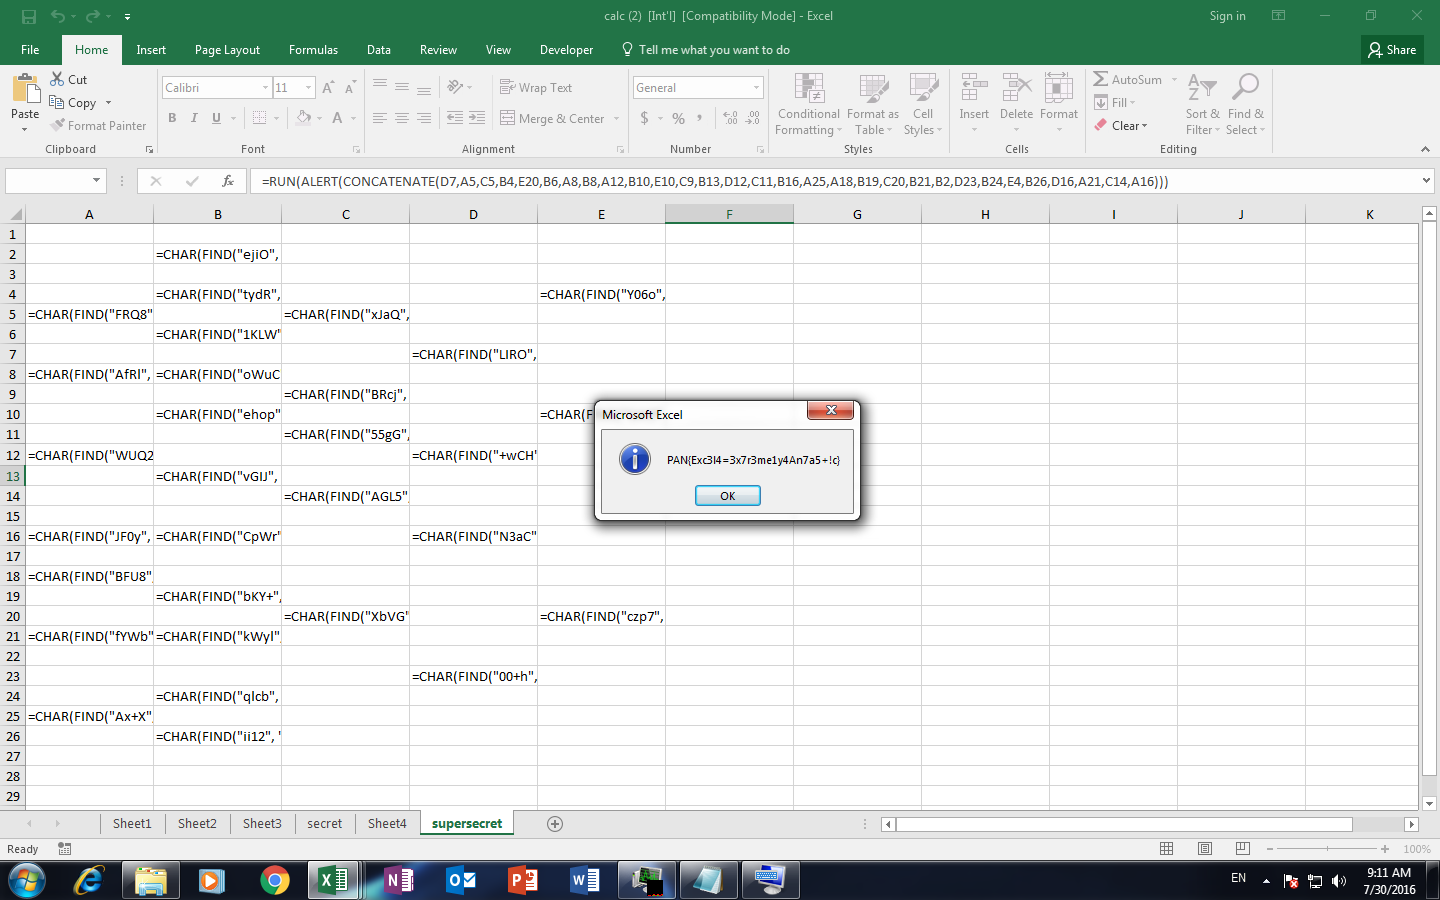 calc (2) [Int'l] [Compatibility Mode] - Excel
Sign in
File Home Insert Page Layout Formulas Data Review View Developer Tell me what you want to do Share
Paste
Cut
Copy
Format Painter
Clipboard
Calibri 11
B I U
Font
Wrap Text
Merge & Center
Alignment
General
$ % ,
Number
Conditional Formatting
Format as Table
Cell Styles
Styles
Insert Delete Format
Cells
AutoSum
Fill
Clear
Sort & Filter
Find & Select
Editing
fx =RUN(ALERT(CONCATENATE(D7,A5,C5,B4,E20,B6,A8,B8,A12,B10,E10,C9,B13,D12,C11,B16,A25,A18,B19,C20,B21,B2,D23,B24,E4,B26,D16,A21,C14,A16)))
A B C D E F G H I J K
1
2 =CHAR(FIND("ejiO",
3
4 =CHAR(FIND("tydR", =CHAR(FIND("Y06o",
5 =CHAR(FIND("FRQ8" =CHAR(FIND("xJaQ",
6 =CHAR(FIND("1KLW"
7 =CHAR(FIND("LIRO",
8 =CHAR(FIND("AfRl", =CHAR(FIND("oWuC
9 =CHAR(FIND("BRcj",
10 =CHAR(FIND("ehop" =CHAR(F
11 =CHAR(FIND("55gG",
12 =CHAR(FIND("WUQ2 =CHAR(FIND("+wCH"
13 =CHAR(FIND("vGIJ",
14 =CHAR(FIND("AGL5",
15
16 =CHAR(FIND("JF0y", =CHAR(FIND("CpWr" =CHAR(FIND("N3aC"
17
18 =CHAR(FIND("BFU8",
19 =CHAR(FIND("bKY+",
20 =CHAR(FIND("XbVG" =CHAR(FIND("czp7",
21 =CHAR(FIND("fYWb" =CHAR(FIND("kWyl",
22
23 =CHAR(FIND("00+h",
24 =CHAR(FIND("qIcb",
25 =CHAR(FIND("Ax+X",
26 =CHAR(FIND("ii12", "
27
28
29
Microsoft Excel
PAN{Exc3l4=3x7r3me1y4An7a5+!c}
OK
Sheet1 Sheet2 Sheet3 secret Sheet4 supersecret
Ready
100%
EN
9:11 AM
7/30/2016